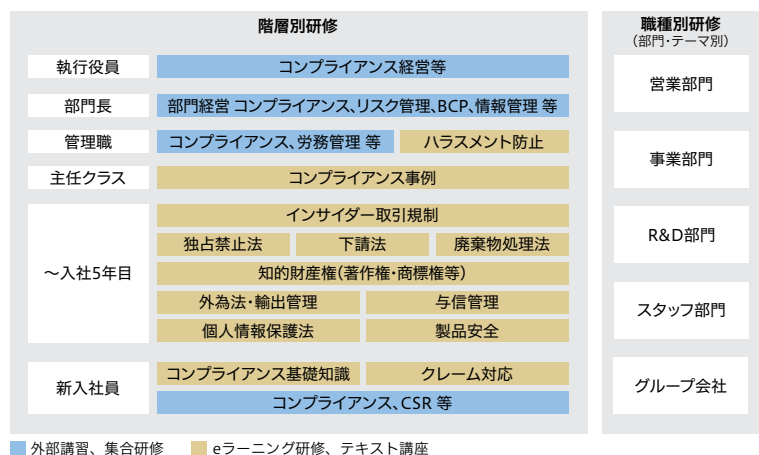 階層別研修
執行役員
コンプライアンス経営等
部門長
部門経営 コンプライアンス、リスク管理、BCP、情報管理 等
管理職
コンプライアンス、労務管理 等
ハラスメント防止
主任クラス
コンプライアンス事例
～入社5年目
インサイダー取引規制
独占禁止法
下請法
廃棄物処理法
知的財産権(著作権・商標権等)
外為法・輸出管理
与信管理
個人情報保護法
製品安全
新入社員
コンプライアンス基礎知識
クレーム対応
コンプライアンス、CSR 等
職種別研修
(部門・テーマ別)
営業部門
事業部門
R&D部門
スタッフ部門
グループ会社
外部講習、集合研修
eラーニング研修、テキスト講座